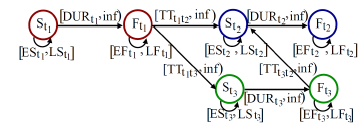 [DURt1,inf) [TTt1t2,inf) [DURt2,inf)
St1 Ft1 St2 Ft2
[ESt1,LSt1] [EFt1,LFt1] [ESt2,LSt2] [EFt2,LFt2]
[TTt1t3,inf) [TTt3t2,inf)
St3 [DURt3,inf) Ft3
[ESt3,LSt3] [EFt3,LFt3]